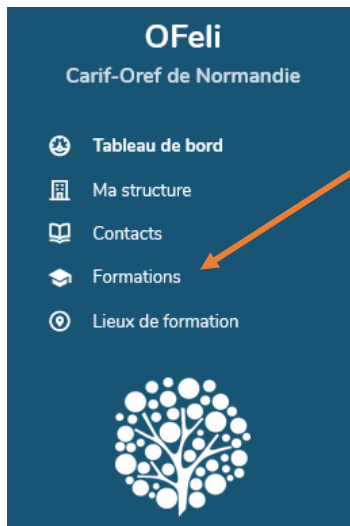 OFeli
Carif-Oref de Normandie
Tableau de bord
Ma structure
Contacts
Formations
Lieux de formation